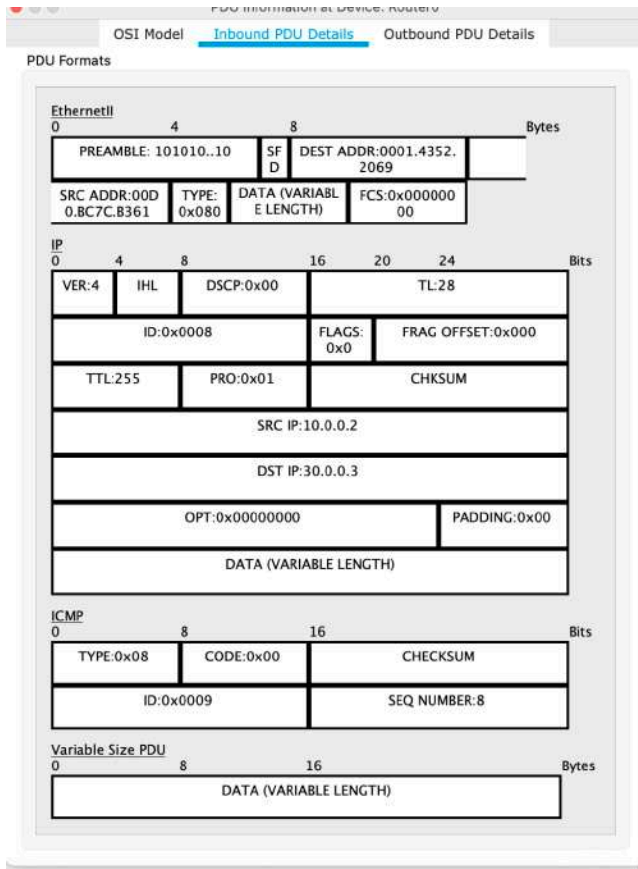 PDU Information at Device: Router0
OSI Model Inbound PDU Details Outbound PDU Details
PDU Formats
EthernetII
0 4 8 Bytes
PREAMBLE: 101010..10 SF D DEST ADDR:0001.4352. 2069
SRC ADDR:00D 0.BC7C.B361 TYPE: 0x080 DATA (VARIABL E LENGTH) FCS:0x000000 00
IP
0 4 8 16 20 24 Bits
VER:4 IHL DSCP:0x00 TL:28
ID:0x0008 FLAGS: 0x0 FRAG OFFSET:0x000
TTL:255 PRO:0x01 CHKSUM
SRC IP:10.0.0.2
DST IP:30.0.0.3
OPT:0x00000000 PADDING:0x00
DATA (VARIABLE LENGTH)
ICMP
0 8 16 Bits
TYPE:0x08 CODE:0x00 CHECKSUM
ID:0x0009 SEQ NUMBER:8
Variable Size PDU
0 8 16 Bytes
DATA (VARIABLE LENGTH)